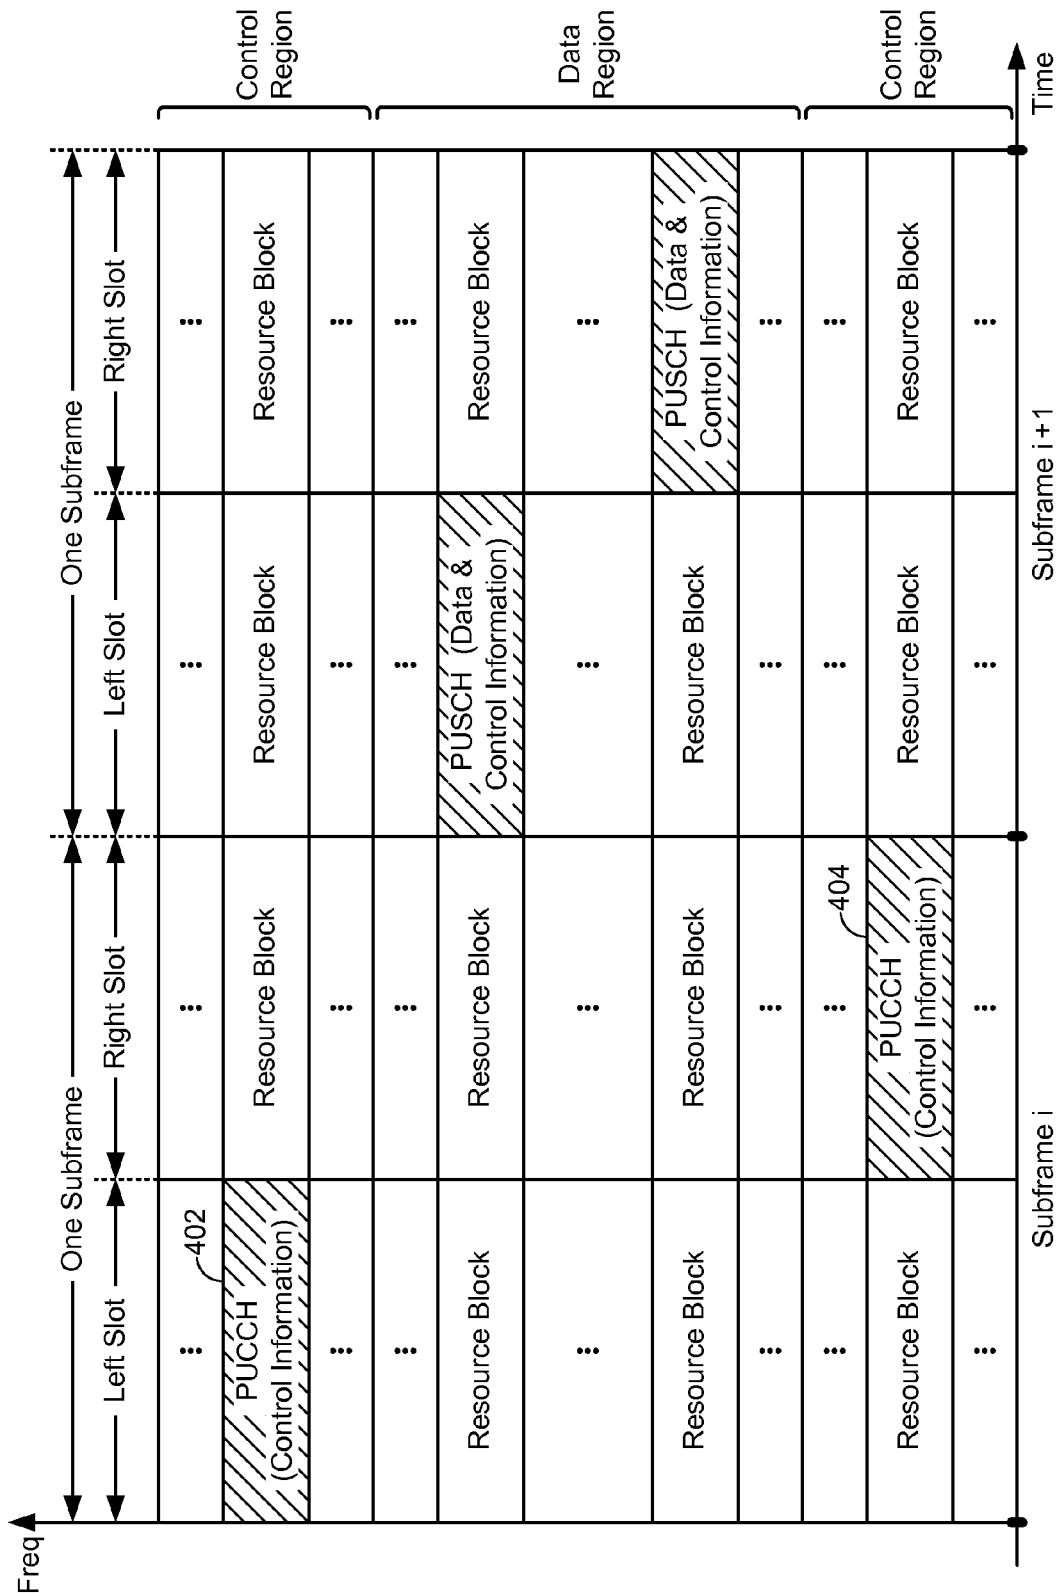 Freq
One Subframe
One Subframe
Left Slot
Right Slot
Left Slot
Right Slot
...
402
...
...
...
Control
Region
PUCCH
(Control Information)
Resource Block
Resource Block
Resource Block
...
...
...
...
...
...
...
...
Data
Region
Resource Block
Resource Block
PUSCH (Data &
Control Information)
Resource Block
...
...
...
...
Resource Block
Resource Block
Resource Block
PUSCH (Data &
Control Information)
...
...
...
...
...
...
404
...
...
Control
Region
Resource Block
PUCCH
(Control Information)
Resource Block
Resource Block
...
...
...
...
Time
Subframe i
Subframe i +1